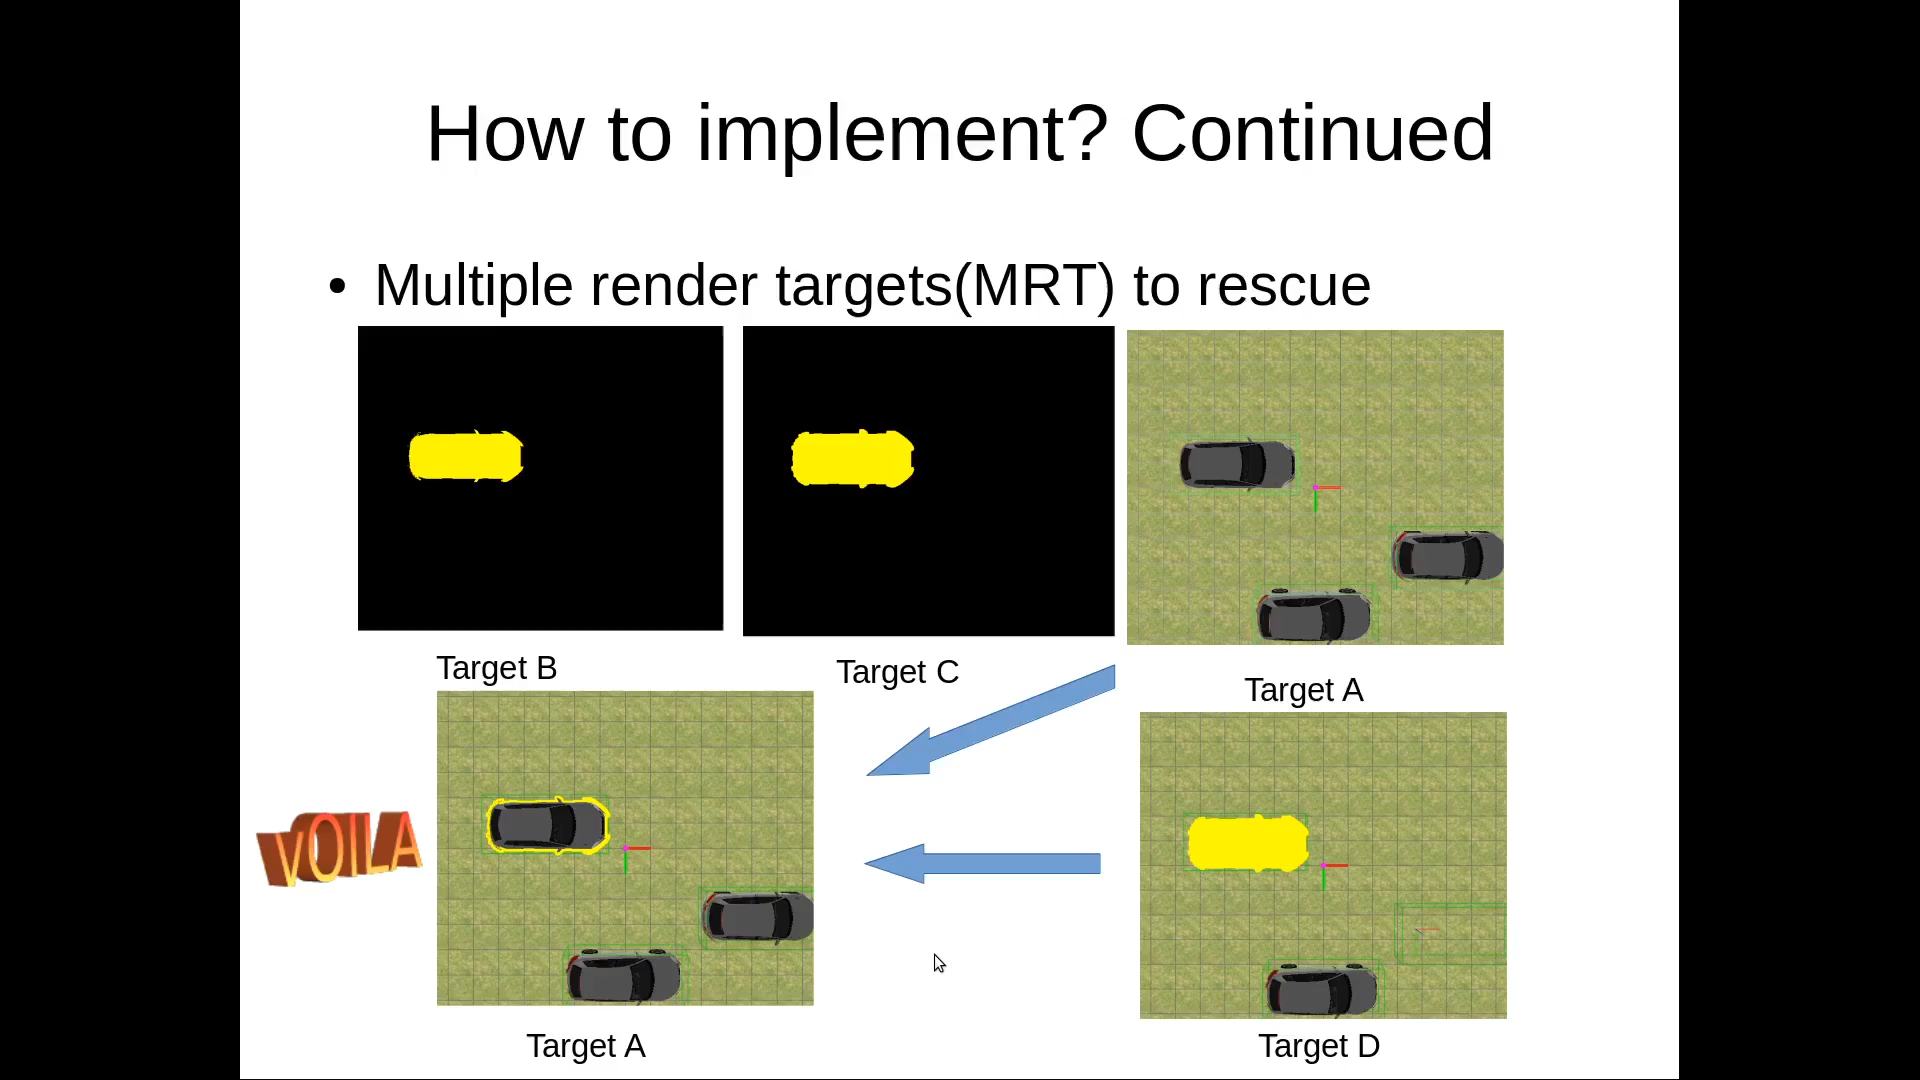 How to implement? Continued
• Multiple render targets(MRT) to rescue
Target B
Target C
Target A
VOILA
Target A
Target D